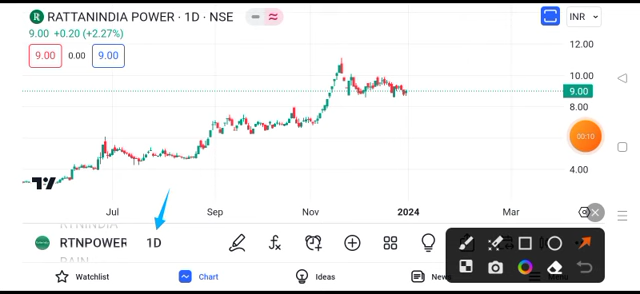 R RATTANINDIA POWER · 1D · NSE
INR
9.00 +0.20 (+2.27%)
9.00 0.00 9.00
12.00
10.00
9.00
8.00
4.00
00:10
Jul Sep Nov 2024 Mar
RTNINDIA
RTNPOWER 1D
Watchlist Chart Ideas News Menu